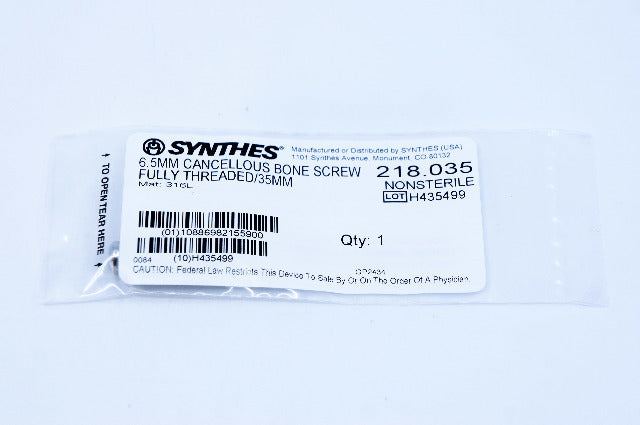 SYNTHES®
Manufactured or Distributed by SYNTHES (USA)
1101 Synthes Avenue, Monument, CO 80132
6.5MM CANCELLOUS BONE SCREW
FULLY THREADED/35MM
Mat: 316L
218.035
NONSTERILE
LOT H435499
(01)10886982155900
Qty: 1
(10)H435499
0084
CAUTION: Federal Law Restricts This Device To Sale By Or On The Order Of A Physician.
TO OPEN TEAR HERE